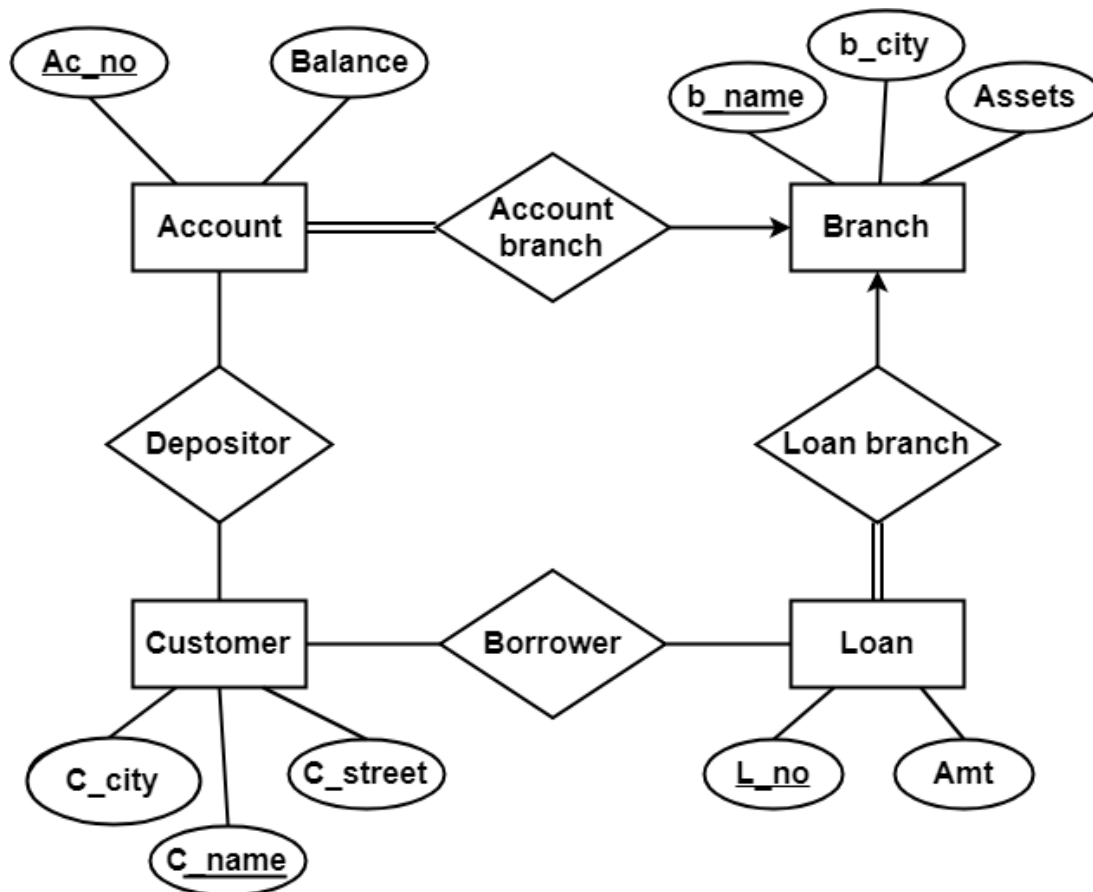 b_city
Ac_no
Balance
b_name
Assets
Account
Account
branch
Branch
Depositor
Loan branch
Customer
Borrower
Loan
C_city
C_street
L_no
Amt
C_name